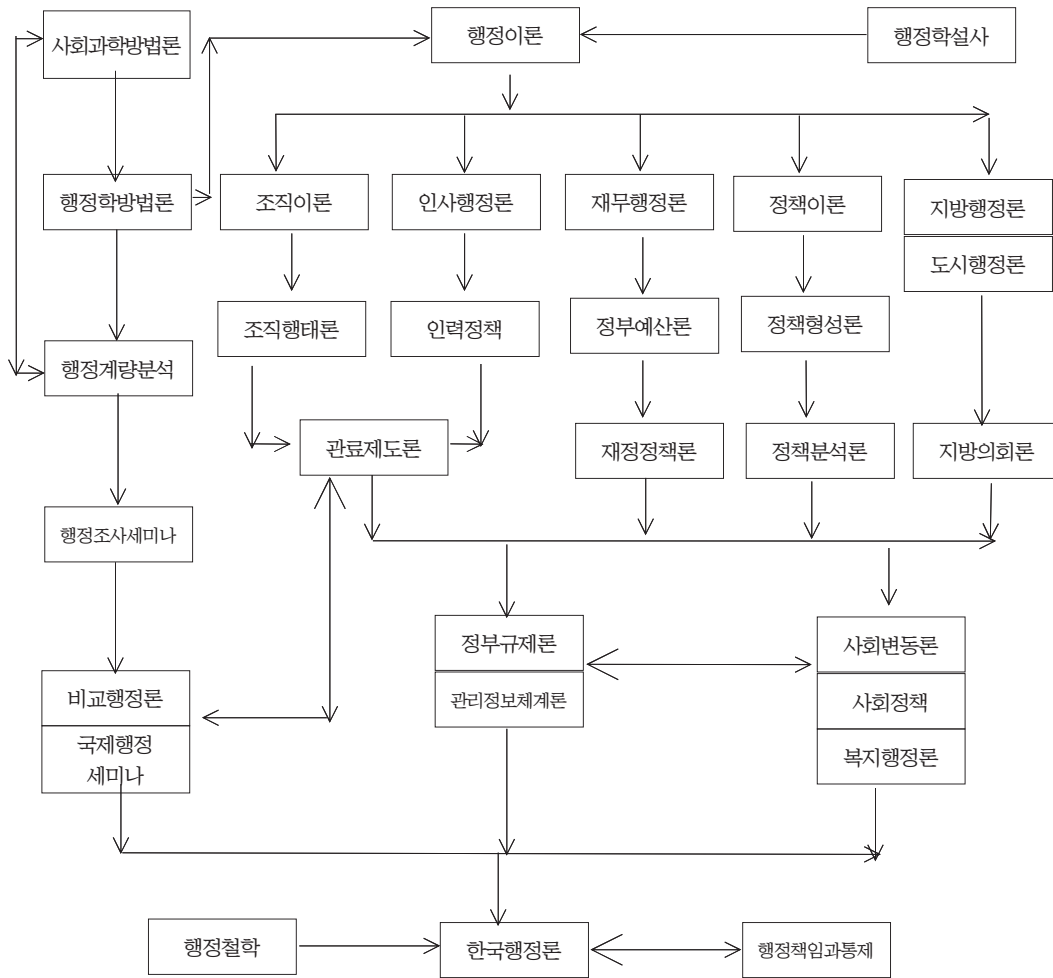 사회과학방법론
행정이론
행정학설사
행정학방법론
조직이론
인사행정론
재무행정론
정책이론
지방행정론
도시행정론
조직행태론
인력정책
정부예산론
정책형성론
행정계량분석
관료제도론
재정정책론
정책분석론
지방의회론
행정조사세미나
정부규제론
사회변동론
비교행정론
관리정보체계론
사회정책
국제행정
세미나
복지행정론
행정철학
한국행정론
행정책임과통제